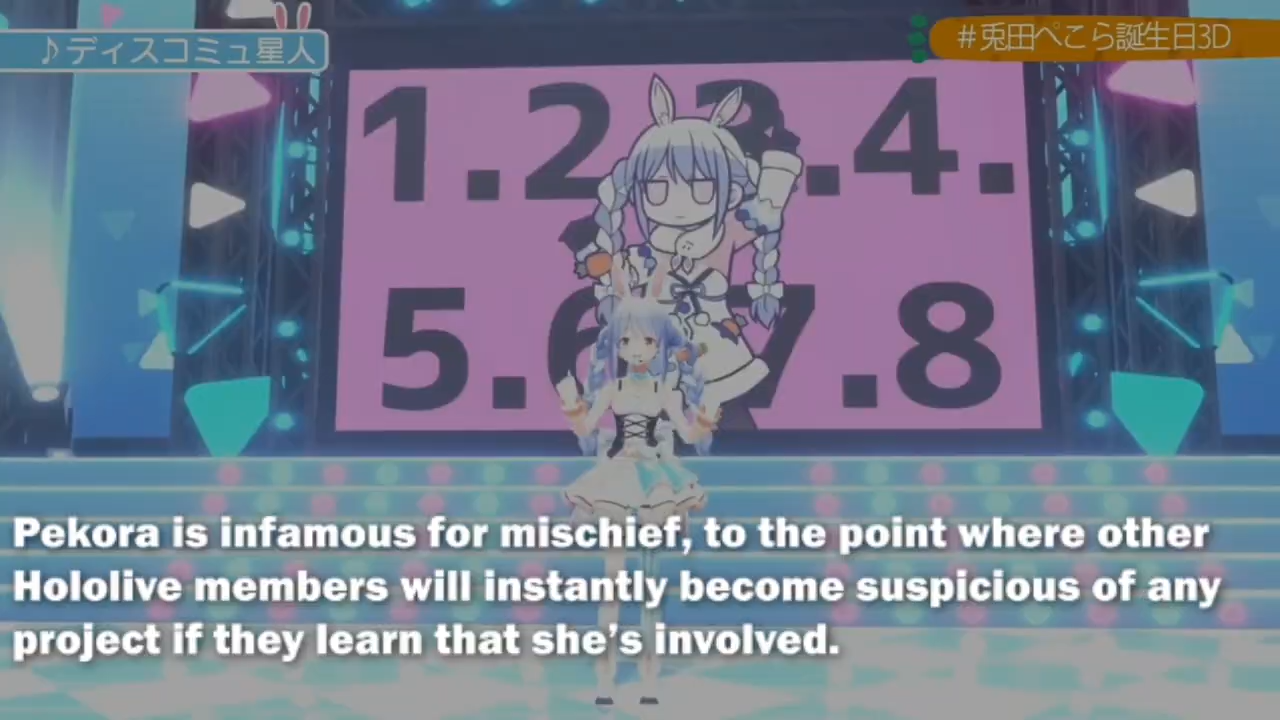 ♪ディスコミュ星人
#兎田ぺこら誕生日3D
1.2.3.4.
5.6.7.8
Pekora is infamous for mischief, to the point where other
Hololive members will instantly become suspicious of any
project if they learn that she's involved.